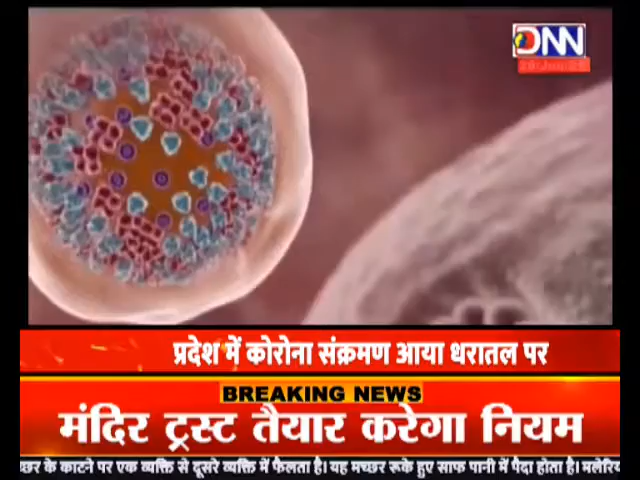 DNN
प्रदेश में कोरोना संक्रमण आया धरातल पर
BREAKING NEWS
मंदिर ट्रस्ट तैयार करेगा नियम
के काटने पर एक व्यक्ति से दूसरे व्यक्ति में फैलता है। यह मच्छर रूके हुए साफ पानी में पैदा होता है।